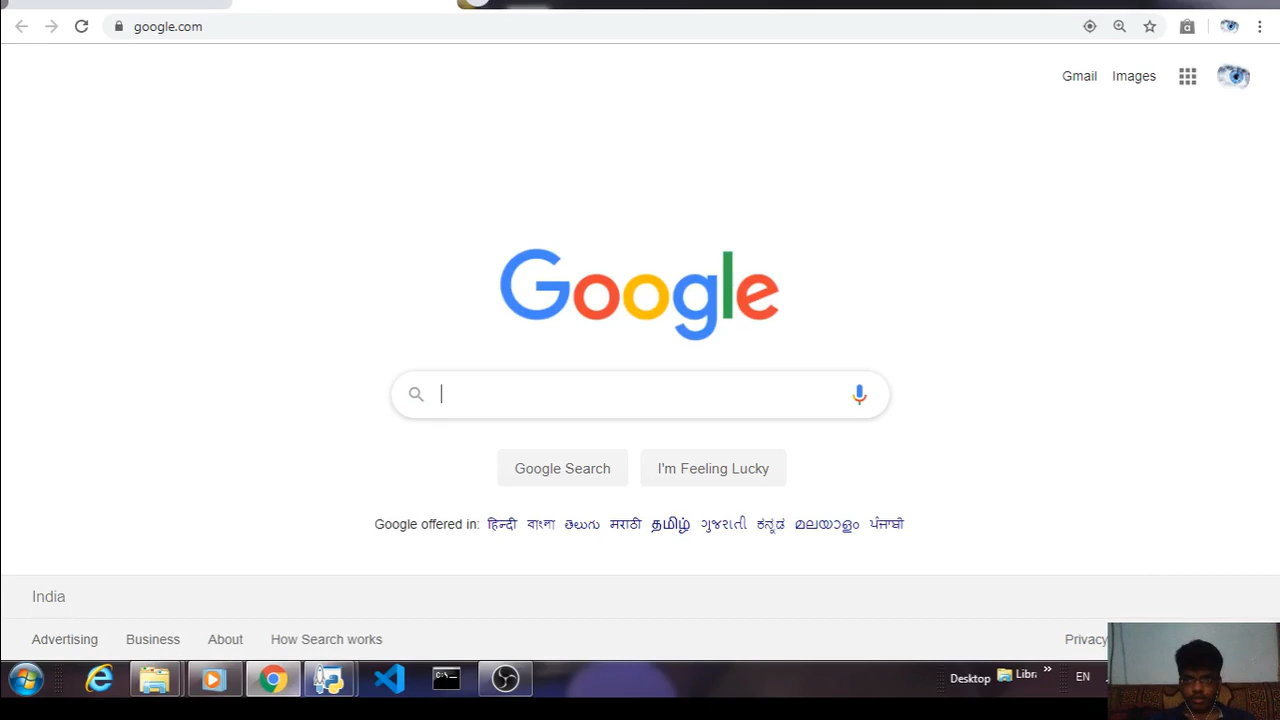 google.com
Gmail Images
Google
Google Search I'm Feeling Lucky
Google offered in: हिन्दी বাংলা తెలుగు मराठी தமிழ் ગુજરાતી ಕನ್ನಡ മലയാളം ਪੰਜਾਬੀ
India
Advertising Business About How Search works Privacy
Desktop Libra EN